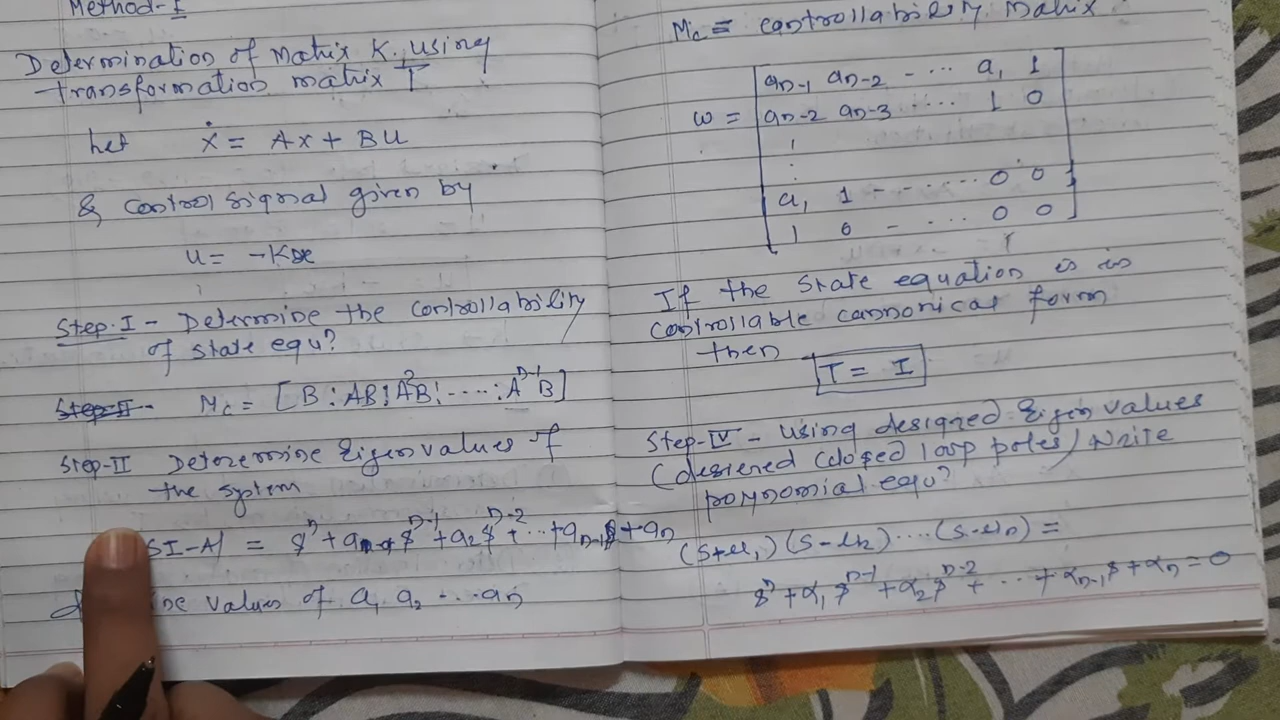 Method-I
Determination of Matrix K using
transformation matrix T
let ẋ = Ax + Bu
& control signal given by
u = -Kx
Step-I - Determine the controllability
of state equ?
Mc = [B ⋮ AB ⋮ A²B ⋮ ..... ⋮ Aⁿ⁻¹B]
Step-II Deteremine Eigen values of
the system
SI-A| = sⁿ + a sⁿ⁻¹ + a₂sⁿ⁻² + ... + aₙ₋₁s + aₙ
values of a₁ a₂ ... an
Mc = controllability Matrix
w = [
an-1 an-2 - ... a₁ 1
an-2 an-3 ..... 1 0
a₁ 1 - - - ..... 0 0
1 0 - .... 0 0
]
If the state equation is in
controllable cannonical form
then
T = I
Step-IV - using designed Eigen values
(desiered closed loop poles) write
polynomial equ?
(S+μ₁)(S-μ₂)....(S-μn) =
sⁿ + α₁sⁿ⁻¹ + α₂sⁿ⁻² + ... + αₙ₋₁s + αₙ = 0